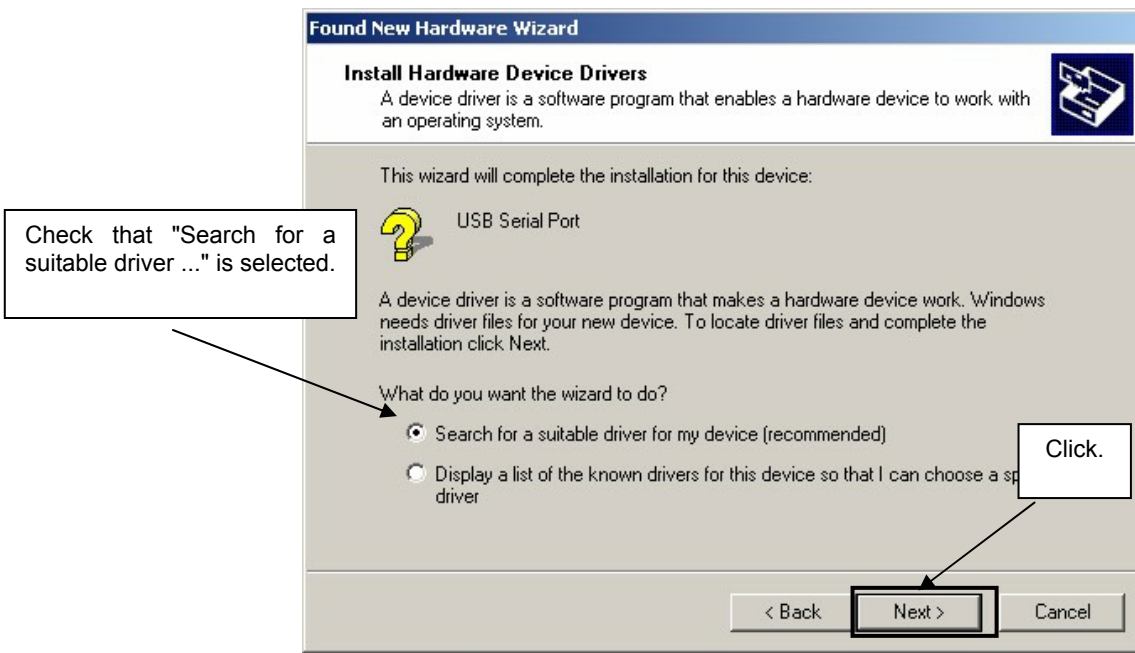 Found New Hardware Wizard
Install Hardware Device Drivers
A device driver is a software program that enables a hardware device to work with
an operating system.
This wizard will complete the installation for this device:
USB Serial Port
Check that "Search for a
suitable driver ..." is selected.
A device driver is a software program that makes a hardware device work. Windows
needs driver files for your new device. To locate driver files and complete the
installation click Next.
What do you want the wizard to do?
Search for a suitable driver for my device (recommended)
Click.
Display a list of the known drivers for this device so that I can choose a
driver
< Back
Next >
Cancel